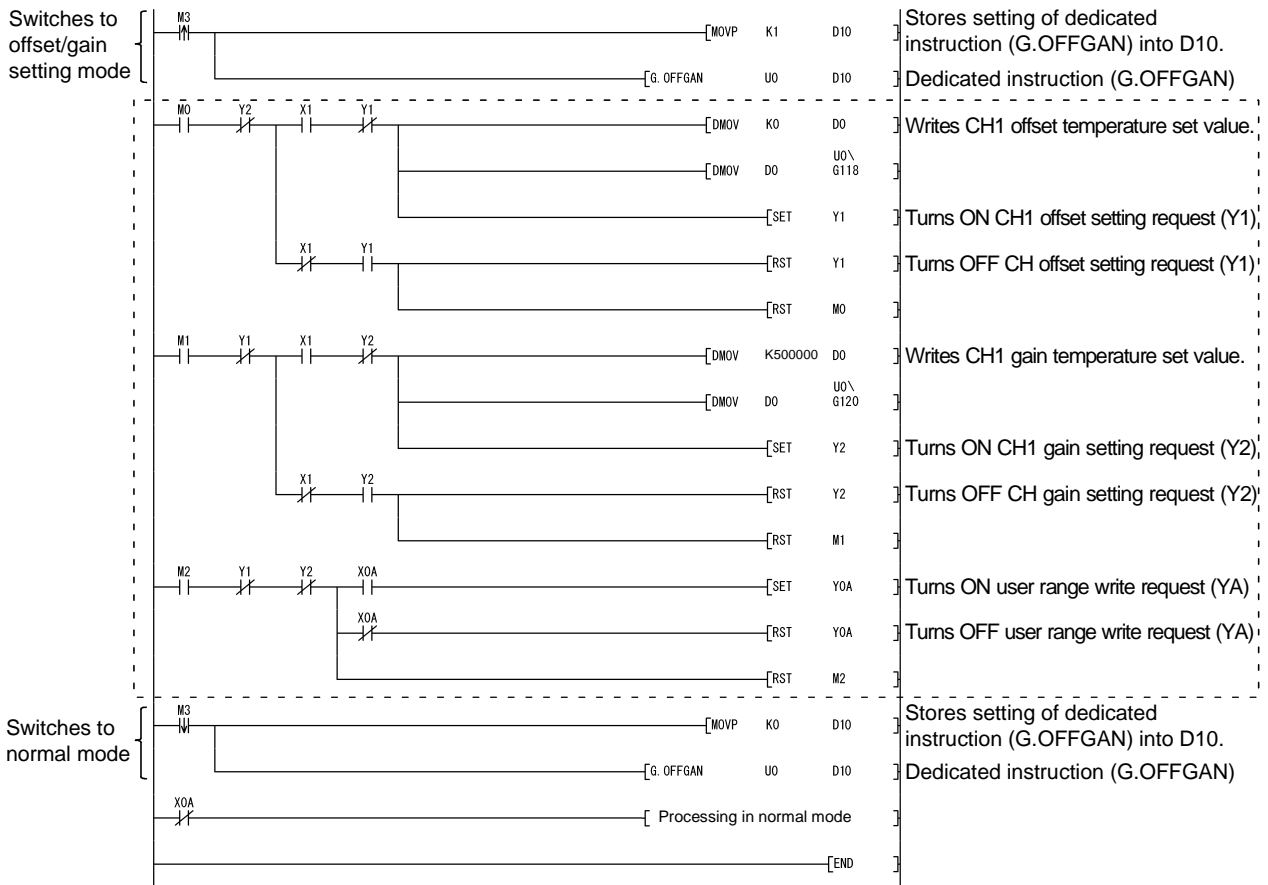 Switches to
offset/gain
setting mode
M3
[MOVP K1 D10 ]
Stores setting of dedicated
instruction (G.OFFGAN) into D10.
[G. OFFGAN U0 D10 ]
Dedicated instruction (G.OFFGAN)
M0 Y2 X1 Y1
[DMOV K0 D0 ]
Writes CH1 offset temperature set value.
U0\
[DMOV D0 G118 ]
[SET Y1 ]
Turns ON CH1 offset setting request (Y1)
X1 Y1
[RST Y1 ]
Turns OFF CH offset setting request (Y1)
[RST M0 ]
M1 Y1 X1 Y2
[DMOV K500000 D0 ]
Writes CH1 gain temperature set value.
U0\
[DMOV D0 G120 ]
[SET Y2 ]
Turns ON CH1 gain setting request (Y2)
X1 Y2
[RST Y2 ]
Turns OFF CH gain setting request (Y2)
[RST M1 ]
M2 Y1 Y2 X0A
[SET Y0A ]
Turns ON user range write request (YA)
X0A
[RST Y0A ]
Turns OFF user range write request (YA)
[RST M2 ]
Switches to
normal mode
M3
[MOVP K0 D10 ]
Stores setting of dedicated
instruction (G.OFFGAN) into D10.
[G. OFFGAN U0 D10 ]
Dedicated instruction (G.OFFGAN)
X0A
[ Processing in normal mode ]
[END ]